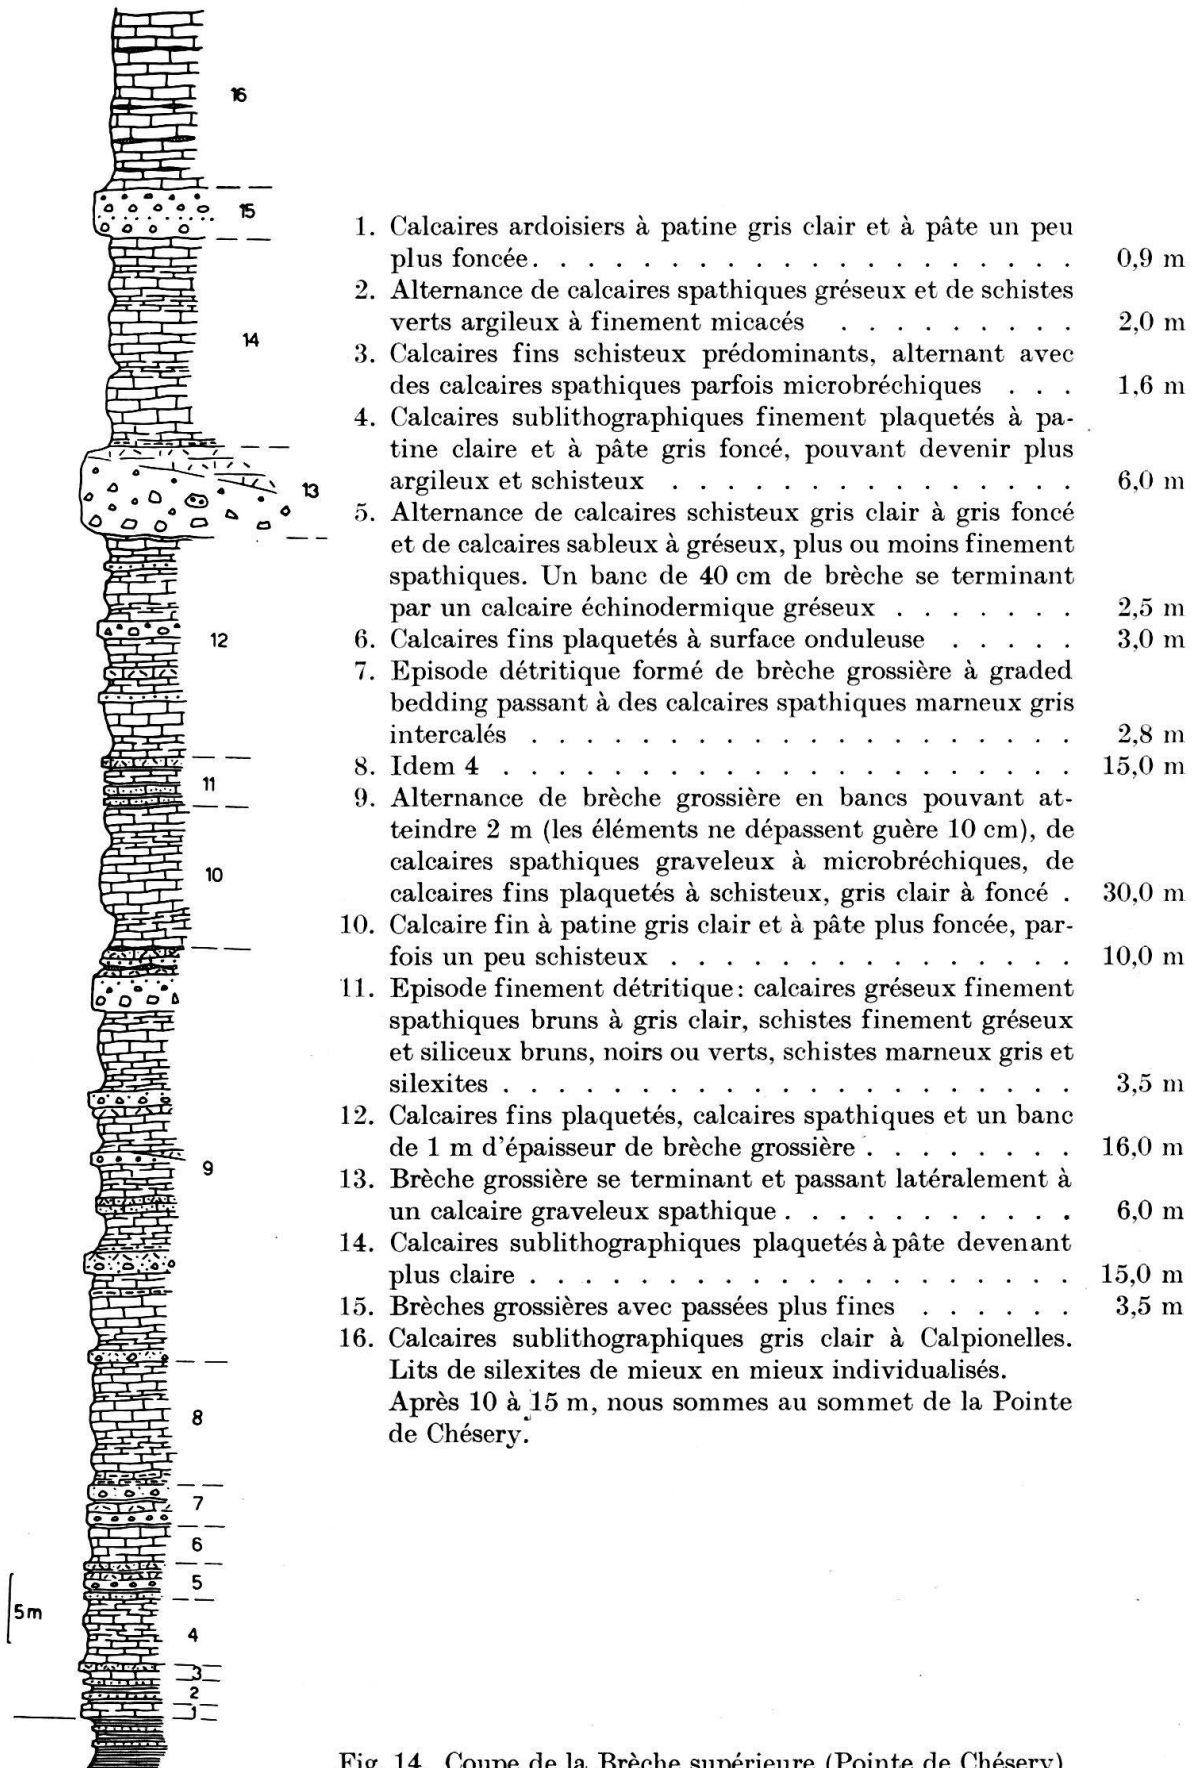 16
15
14
13
12
11
10
9
8
7
6
5
4
3
2
1
5m
1. Calcaires ardoisiers à patine gris clair et à pâte un peu
plus foncée. . . . . . . . . . . . . . . . . . . . 0,9 m
2. Alternance de calcaires spathiques gréseux et de schistes
verts argileux à finement micacés . . . . . . . . . 2,0 m
3. Calcaires fins schisteux prédominants, alternant avec
des calcaires spathiques parfois microbréchiques . . . 1,6 m
4. Calcaires sublithographiques finement plaquetés à pa-
tine claire et à pâte gris foncé, pouvant devenir plus
argileux et schisteux . . . . . . . . . . . . . . . 6,0 m
5. Alternance de calcaires schisteux gris clair à gris foncé
et de calcaires sableux à gréseux, plus ou moins finement
spathiques. Un banc de 40 cm de brèche se terminant
par un calcaire échinodermique gréseux . . . . . . . 2,5 m
6. Calcaires fins plaquetés à surface onduleuse . . . . . 3,0 m
7. Episode détritique formé de brèche grossière à graded
bedding passant à des calcaires spathiques marneux gris
intercalés . . . . . . . . . . . . . . . . . . . . 2,8 m
8. Idem 4 . . . . . . . . . . . . . . . . . . . . . 15,0 m
9. Alternance de brèche grossière en bancs pouvant at-
teindre 2 m (les éléments ne dépassent guère 10 cm), de
calcaires spathiques graveleux à microbréchiques, de
calcaires fins plaquetés à schisteux, gris clair à foncé . 30,0 m
10. Calcaire fin à patine gris clair et à pâte plus foncée, par-
fois un peu schisteux . . . . . . . . . . . . . . . 10,0 m
11. Episode finement détritique: calcaires gréseux finement
spathiques bruns à gris clair, schistes finement gréseux
et siliceux bruns, noirs ou verts, schistes marneux gris et
silexites . . . . . . . . . . . . . . . . . . . . . 3,5 m
12. Calcaires fins plaquetés, calcaires spathiques et un banc
de 1 m d'épaisseur de brèche grossière . . . . . . . . 16,0 m
13. Brèche grossière se terminant et passant latéralement à
un calcaire graveleux spathique . . . . . . . . . . . 6,0 m
14. Calcaires sublithographiques plaquetés à pâte devenant
plus claire . . . . . . . . . . . . . . . . . . . . 15,0 m
15. Brèches grossières avec passées plus fines . . . . . . 3,5 m
16. Calcaires sublithographiques gris clair à Calpionelles.
Lits de silexites de mieux en mieux individualisés.
Après 10 à 15 m, nous sommes au sommet de la Pointe
de Chésery.
Fig. 14. Coupe de la Brèche supérieure (Pointe de Chésery)